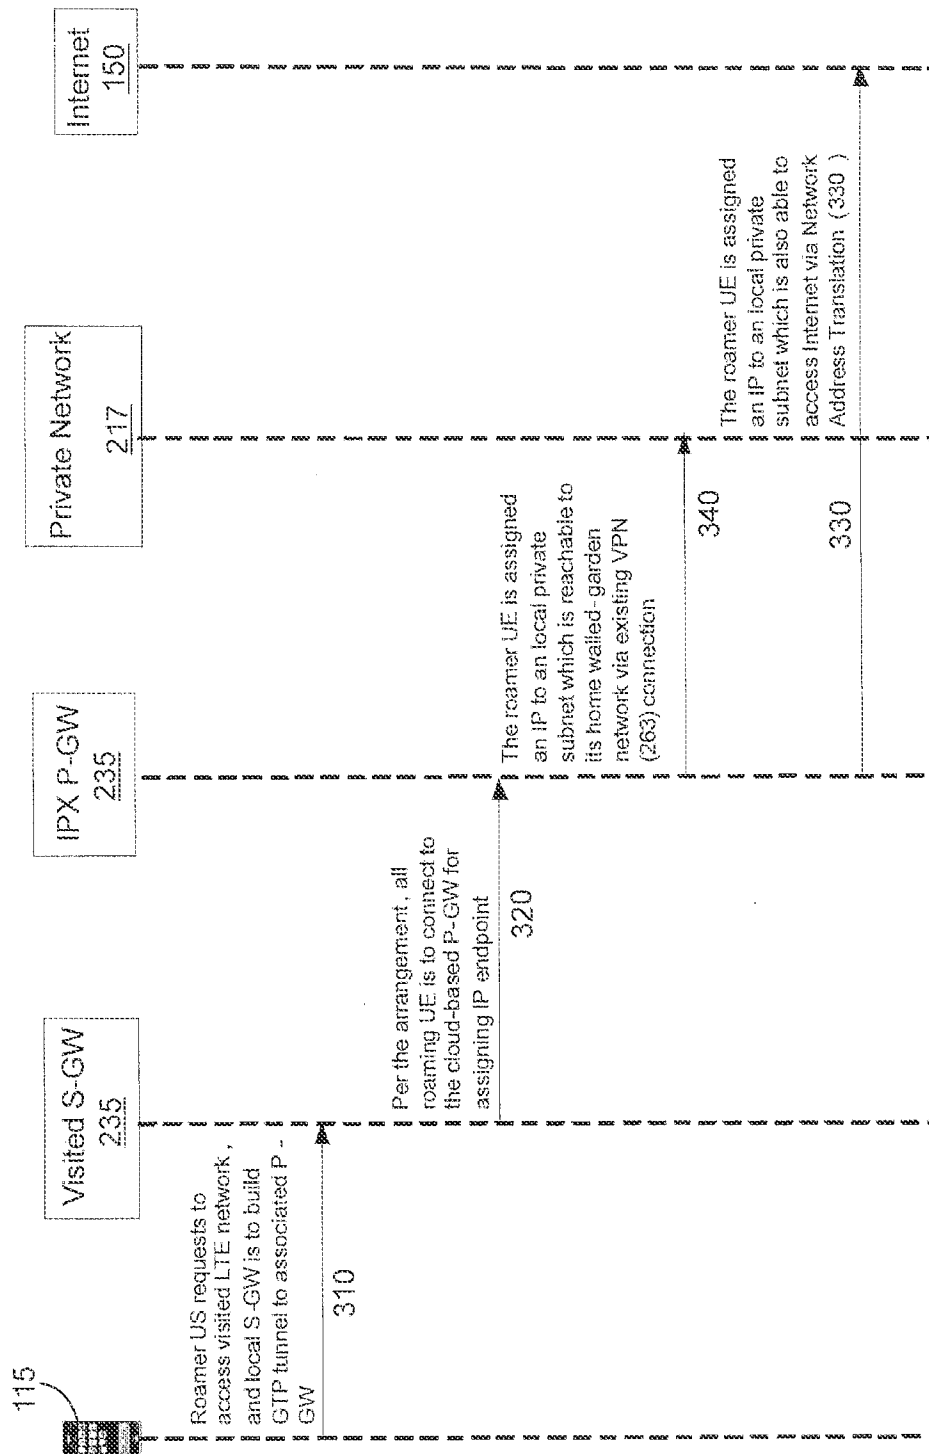 115
Visited S-GW
235
IPX P-GW
235
Private Network
217
Internet
150
Roamer US requests to
access visited LTE network,
and local S-GW is to build
GTP tunnel to associated P-
GW
310
Per the arrangement, all
roaming UE is to connect to
the cloud-based P-GW for
assigning IP endpoint
320
The roamer UE is assigned
an IP to an local private
subnet which is reachable to
its home walled-garden
network via existing VPN
(263) connection
340
The roamer UE is assigned
an IP to an local private
subnet which is also able to
access Internet via Network
Address Translation (330)
330